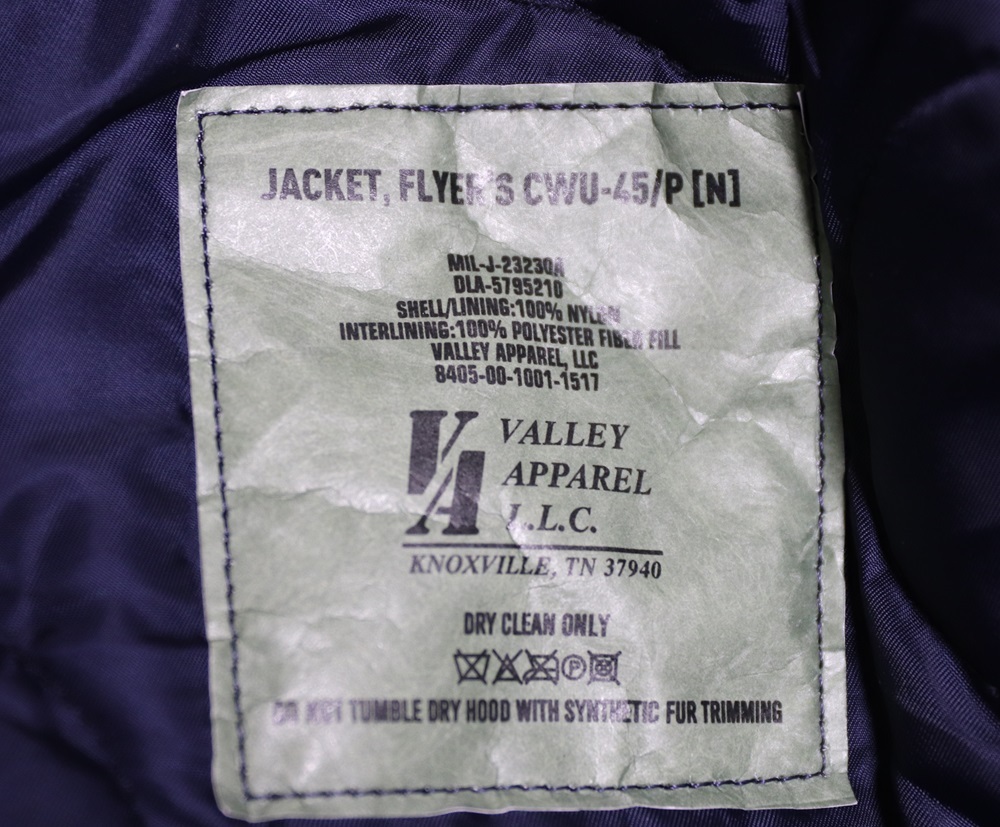 JACKET, FLYER'S CWU-45/P [N]
MIL-J-23230A
DLA-5795210
SHELL/LINING:100% NYLON
INTERLINING:100% POLYESTER FIBER FILL
VALLEY APPAREL, LLC
8405-00-1001-1517
VA
VALLEY
APPAREL
L.L.C.
KNOXVILLE, TN 37940
DRY CLEAN ONLY
P
DO NOT TUMBLE DRY HOOD WITH SYNTHETIC FUR TRIMMING